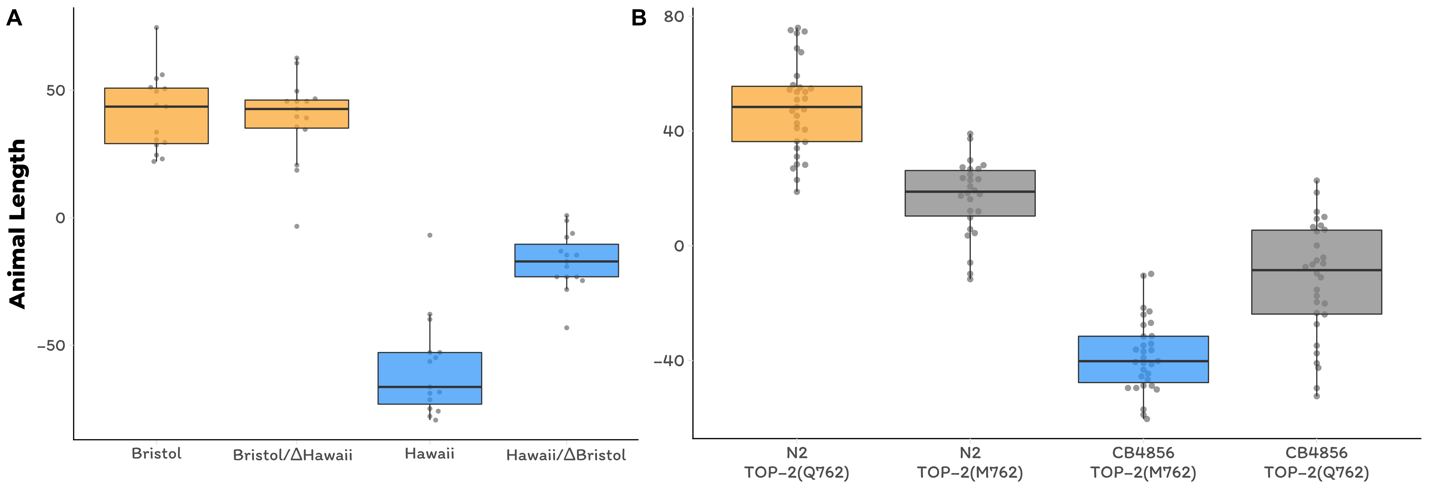 A
Animal Length
50
0
−50
Bristol
Bristol/ΔHawaii
Hawaii
Hawaii/ΔBristol
B
80
40
0
−40
N2
TOP−2(Q762)
N2
TOP−2(M762)
CB4856
TOP−2(M762)
CB4856
TOP−2(Q762)